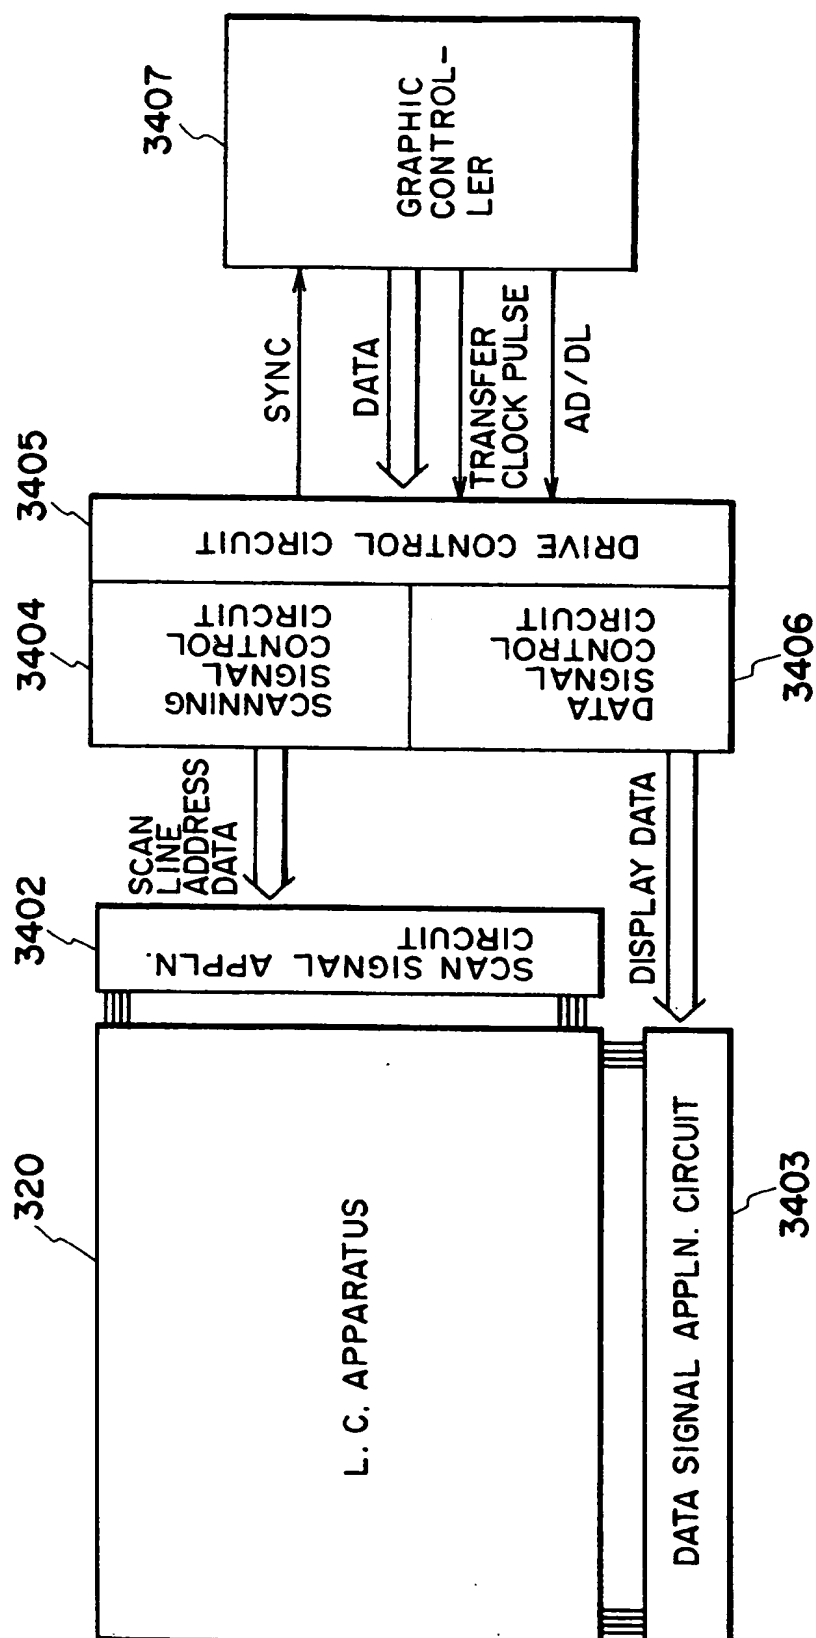 320
L. C. APPARATUS
3402
SCAN SIGNAL APPLN.
CIRCUIT
3403
DATA SIGNAL APPLN. CIRCUIT
SCAN
LINE
ADDRESS
DATA
DISPLAY DATA
3404
SCANNING
SIGNAL
CONTROL
CIRCUIT
3406
DATA
SIGNAL
CONTROL
CIRCUIT
3405
DRIVE CONTROL CIRCUIT
SYNC
DATA
TRANSFER
CLOCK PULSE
AD/DL
3407
GRAPHIC
CONTROL-
LER